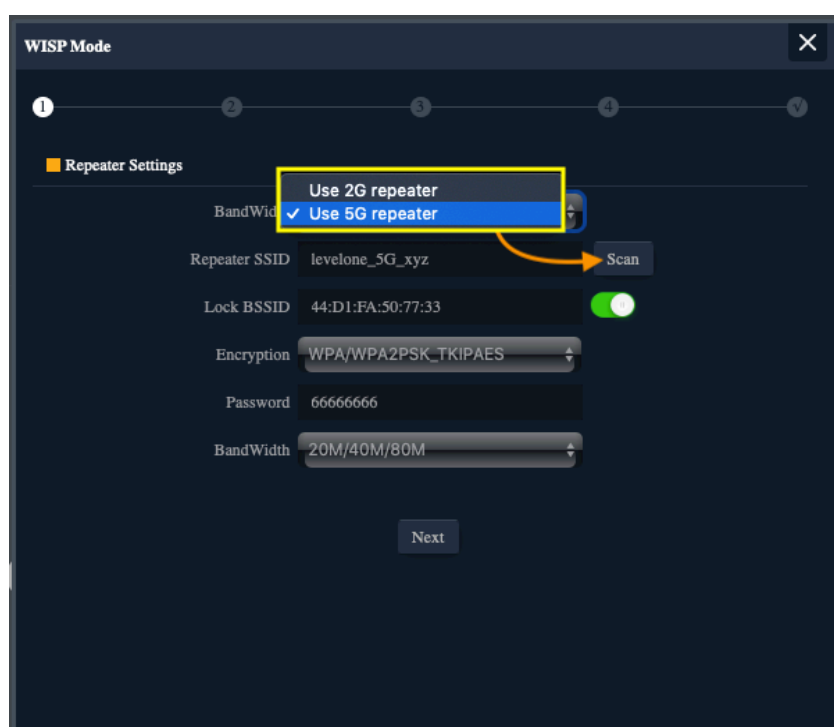 WISP Mode
1 2 3 4 √
Repeater Settings
Use 2G repeater
BandWid ✓ Use 5G repeater
Repeater SSID levelone_5G_xyz Scan
Lock BSSID 44:D1:FA:50:77:33
Encryption WPA/WPA2PSK_TKIPAES
Password 66666666
BandWidth 20M/40M/80M
Next